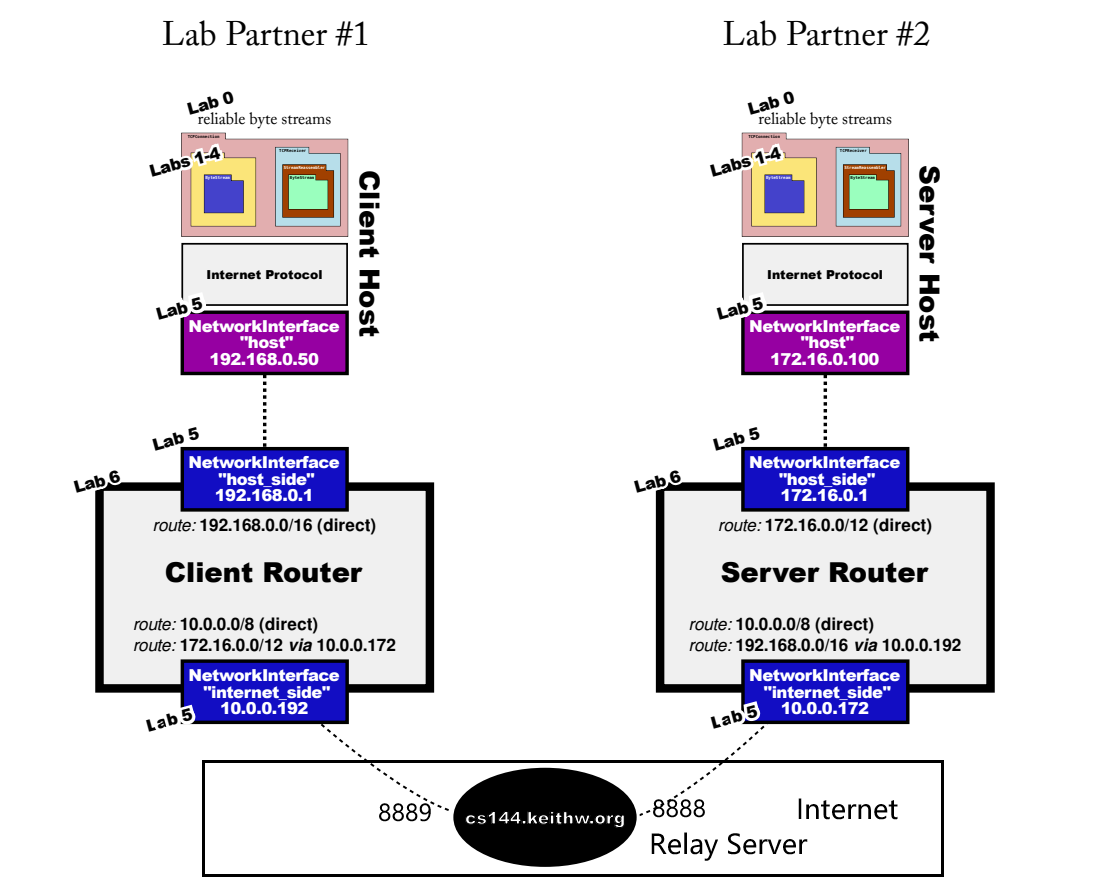 Lab Partner #1
Lab 0
reliable byte streams
TCPConnection
Labs 1-4
TCPReceiver
StreamReassembler
ByteStream
ByteStream
Client Host
Internet Protocol
Lab 5
NetworkInterface
"host"
192.168.0.50
Lab 5
NetworkInterface
"host_side"
192.168.0.1
Lab 6
route: 192.168.0.0/16 (direct)
Client Router
route: 10.0.0.0/8 (direct)
route: 172.16.0.0/12 via 10.0.0.172
NetworkInterface
"internet_side"
10.0.0.192
Lab 5
Lab Partner #2
Lab 0
reliable byte streams
TCPConnection
Labs 1-4
TCPReceiver
StreamReassembler
ByteStream
ByteStream
Server Host
Internet Protocol
Lab 5
NetworkInterface
"host"
172.16.0.100
Lab 5
NetworkInterface
"host_side"
172.16.0.1
Lab 6
route: 172.16.0.0/12 (direct)
Server Router
route: 10.0.0.0/8 (direct)
route: 192.168.0.0/16 via 10.0.0.192
NetworkInterface
"internet_side"
10.0.0.172
Lab 5
8889
cs144.keithw.org
8888
Internet
Relay Server